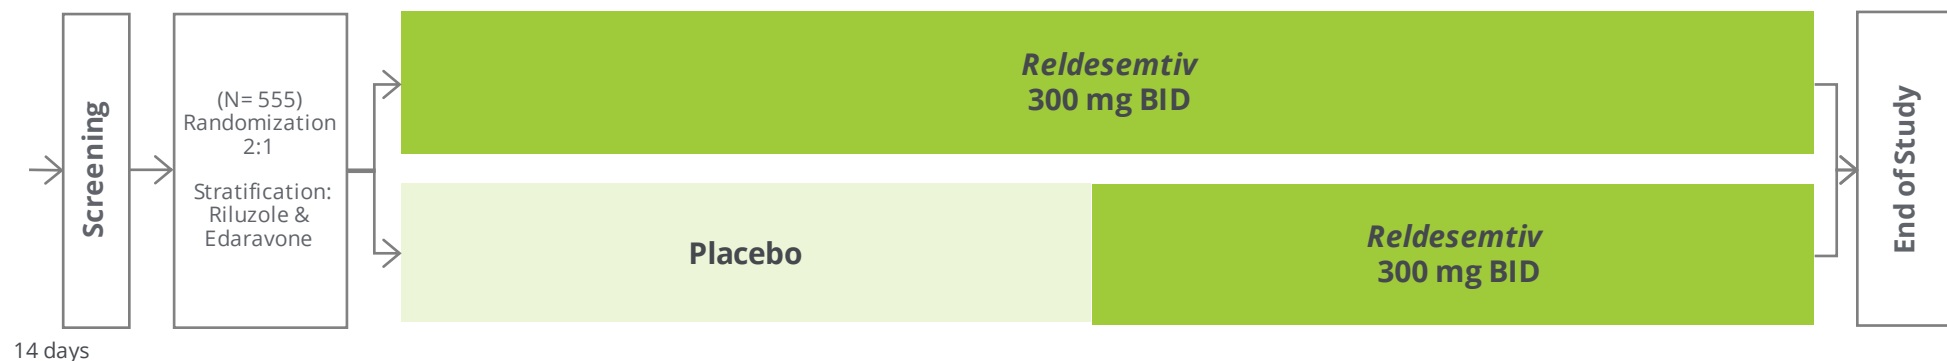 Screening
(N= 555)
Randomization
2:1
Stratification:
Riluzole &
Edaravone
Reldesemtiv
300 mg BID
Placebo
Reldesemtiv
300 mg BID
End of Study
14 days